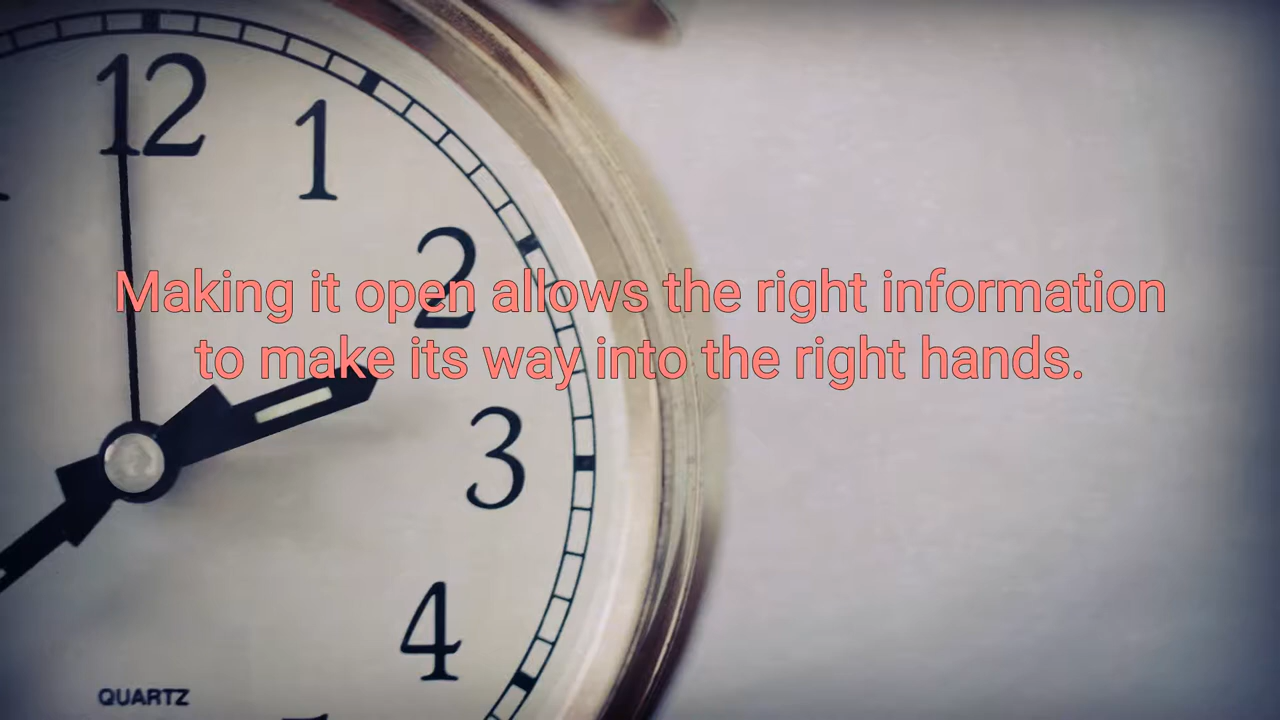 12
1
2
Making it open allows the right information
to make its way into the right hands.
3
4
QUARTZ